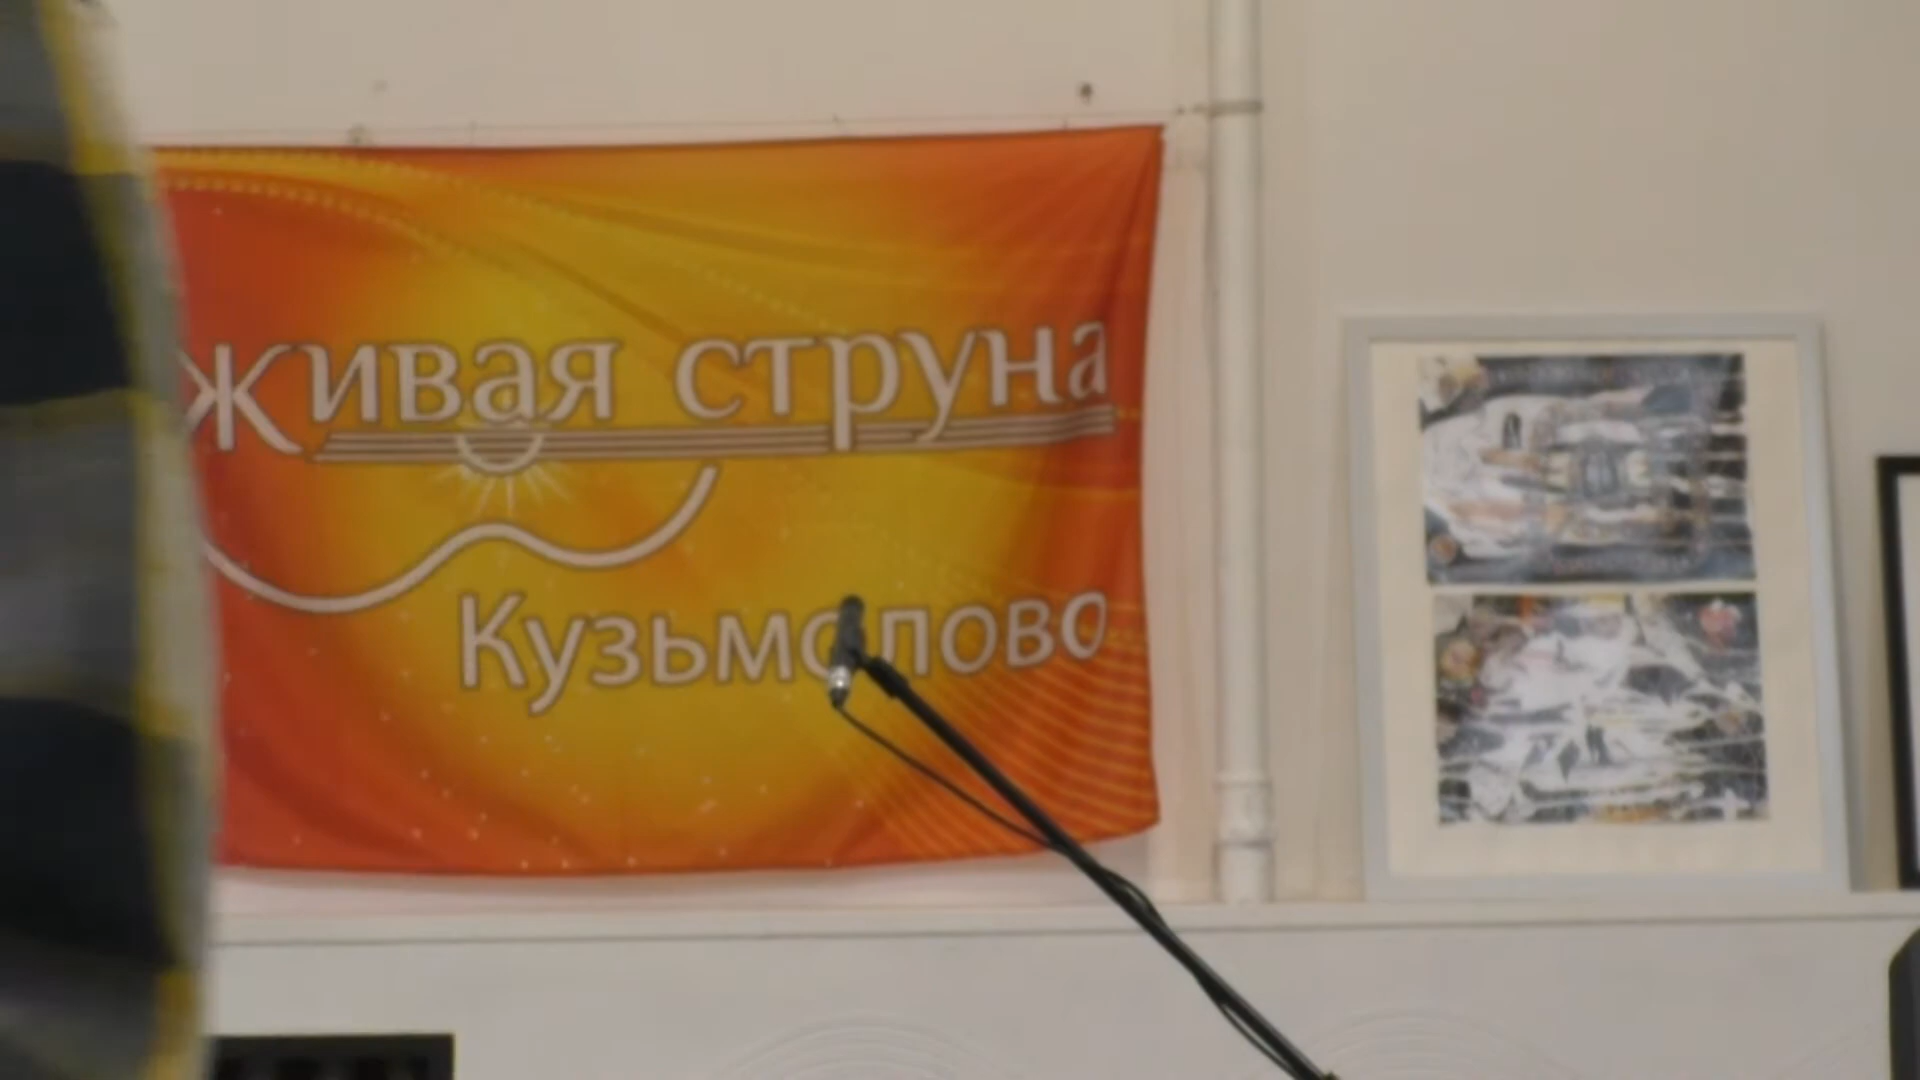 живая струна
Кузьмолово